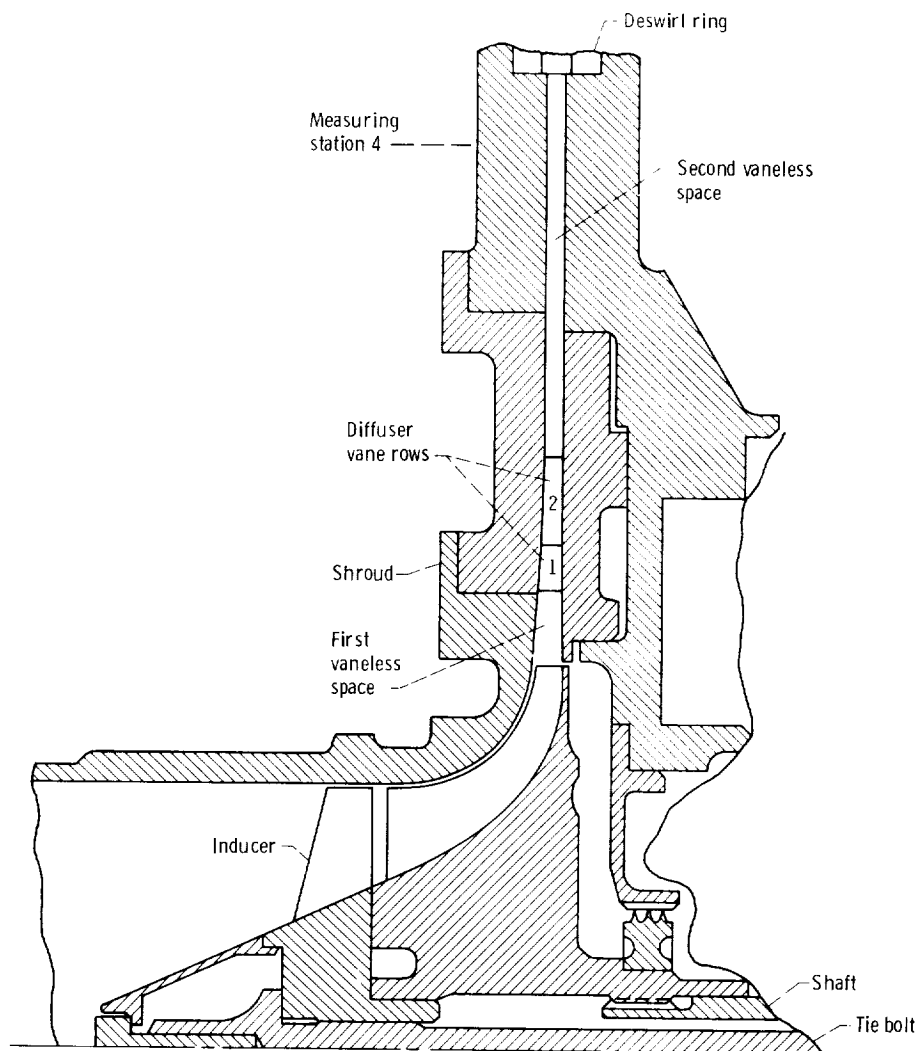 Deswirl ring
Measuring
station 4
Second vaneless
space
Diffuser
vane rows
2
1
Shroud
First
vaneless
space
Inducer
Shaft
Tie bolt